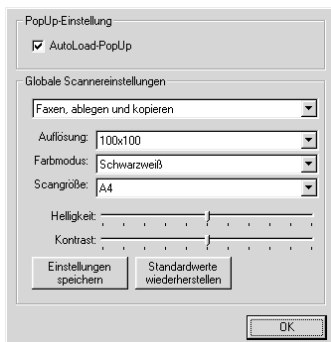 PopUp-Einstellung
AutoLoad-PopUp
Globale Scannereinstellungen
Faxen, ablegen und kopieren
Auflösung: 100x100
Farbmodus: Schwarzweiß
Scangröße: A4
Helligkeit:
Kontrast:
Einstellungen
speichern
Standardwerte
wiederherstellen
OK